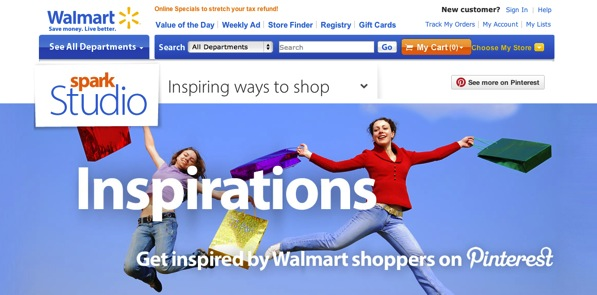 Walmart
Save money. Live better.
Online Specials to stretch your tax refund!
New customer? Sign In Help
Value of the Day Weekly Ad Store Finder Registry Gift Cards
Track My Orders My Account My Lists
See All Departments
Search All Departments Search Go My Cart (0) Choose My Store
spark
Studio
Inspiring ways to shop
See more on Pinterest
Inspirations
Get inspired by Walmart shoppers on Pinterest